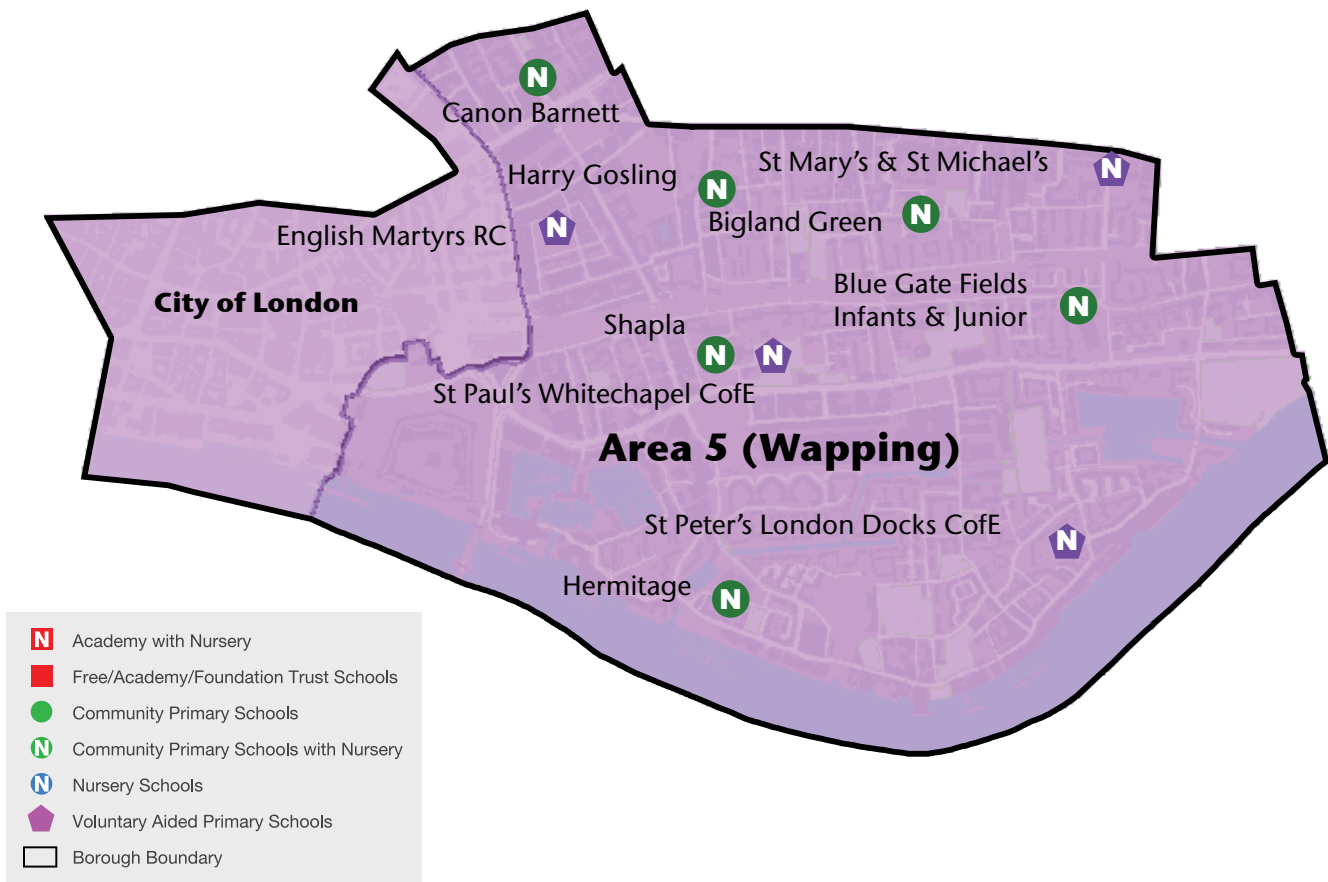 N
Canon Barnett
St Mary's & St Michael's
N
Harry Gosling
N
Bigland Green
N
English Martyrs RC
N
City of London
Blue Gate Fields
Infants & Junior
N
Shapla
N
N
St Paul's Whitechapel CofE
Area 5 (Wapping)
St Peter's London Docks CofE
N
Hermitage
N
N Academy with Nursery
Free/Academy/Foundation Trust Schools
Community Primary Schools
N Community Primary Schools with Nursery
N Nursery Schools
Voluntary Aided Primary Schools
Borough Boundary